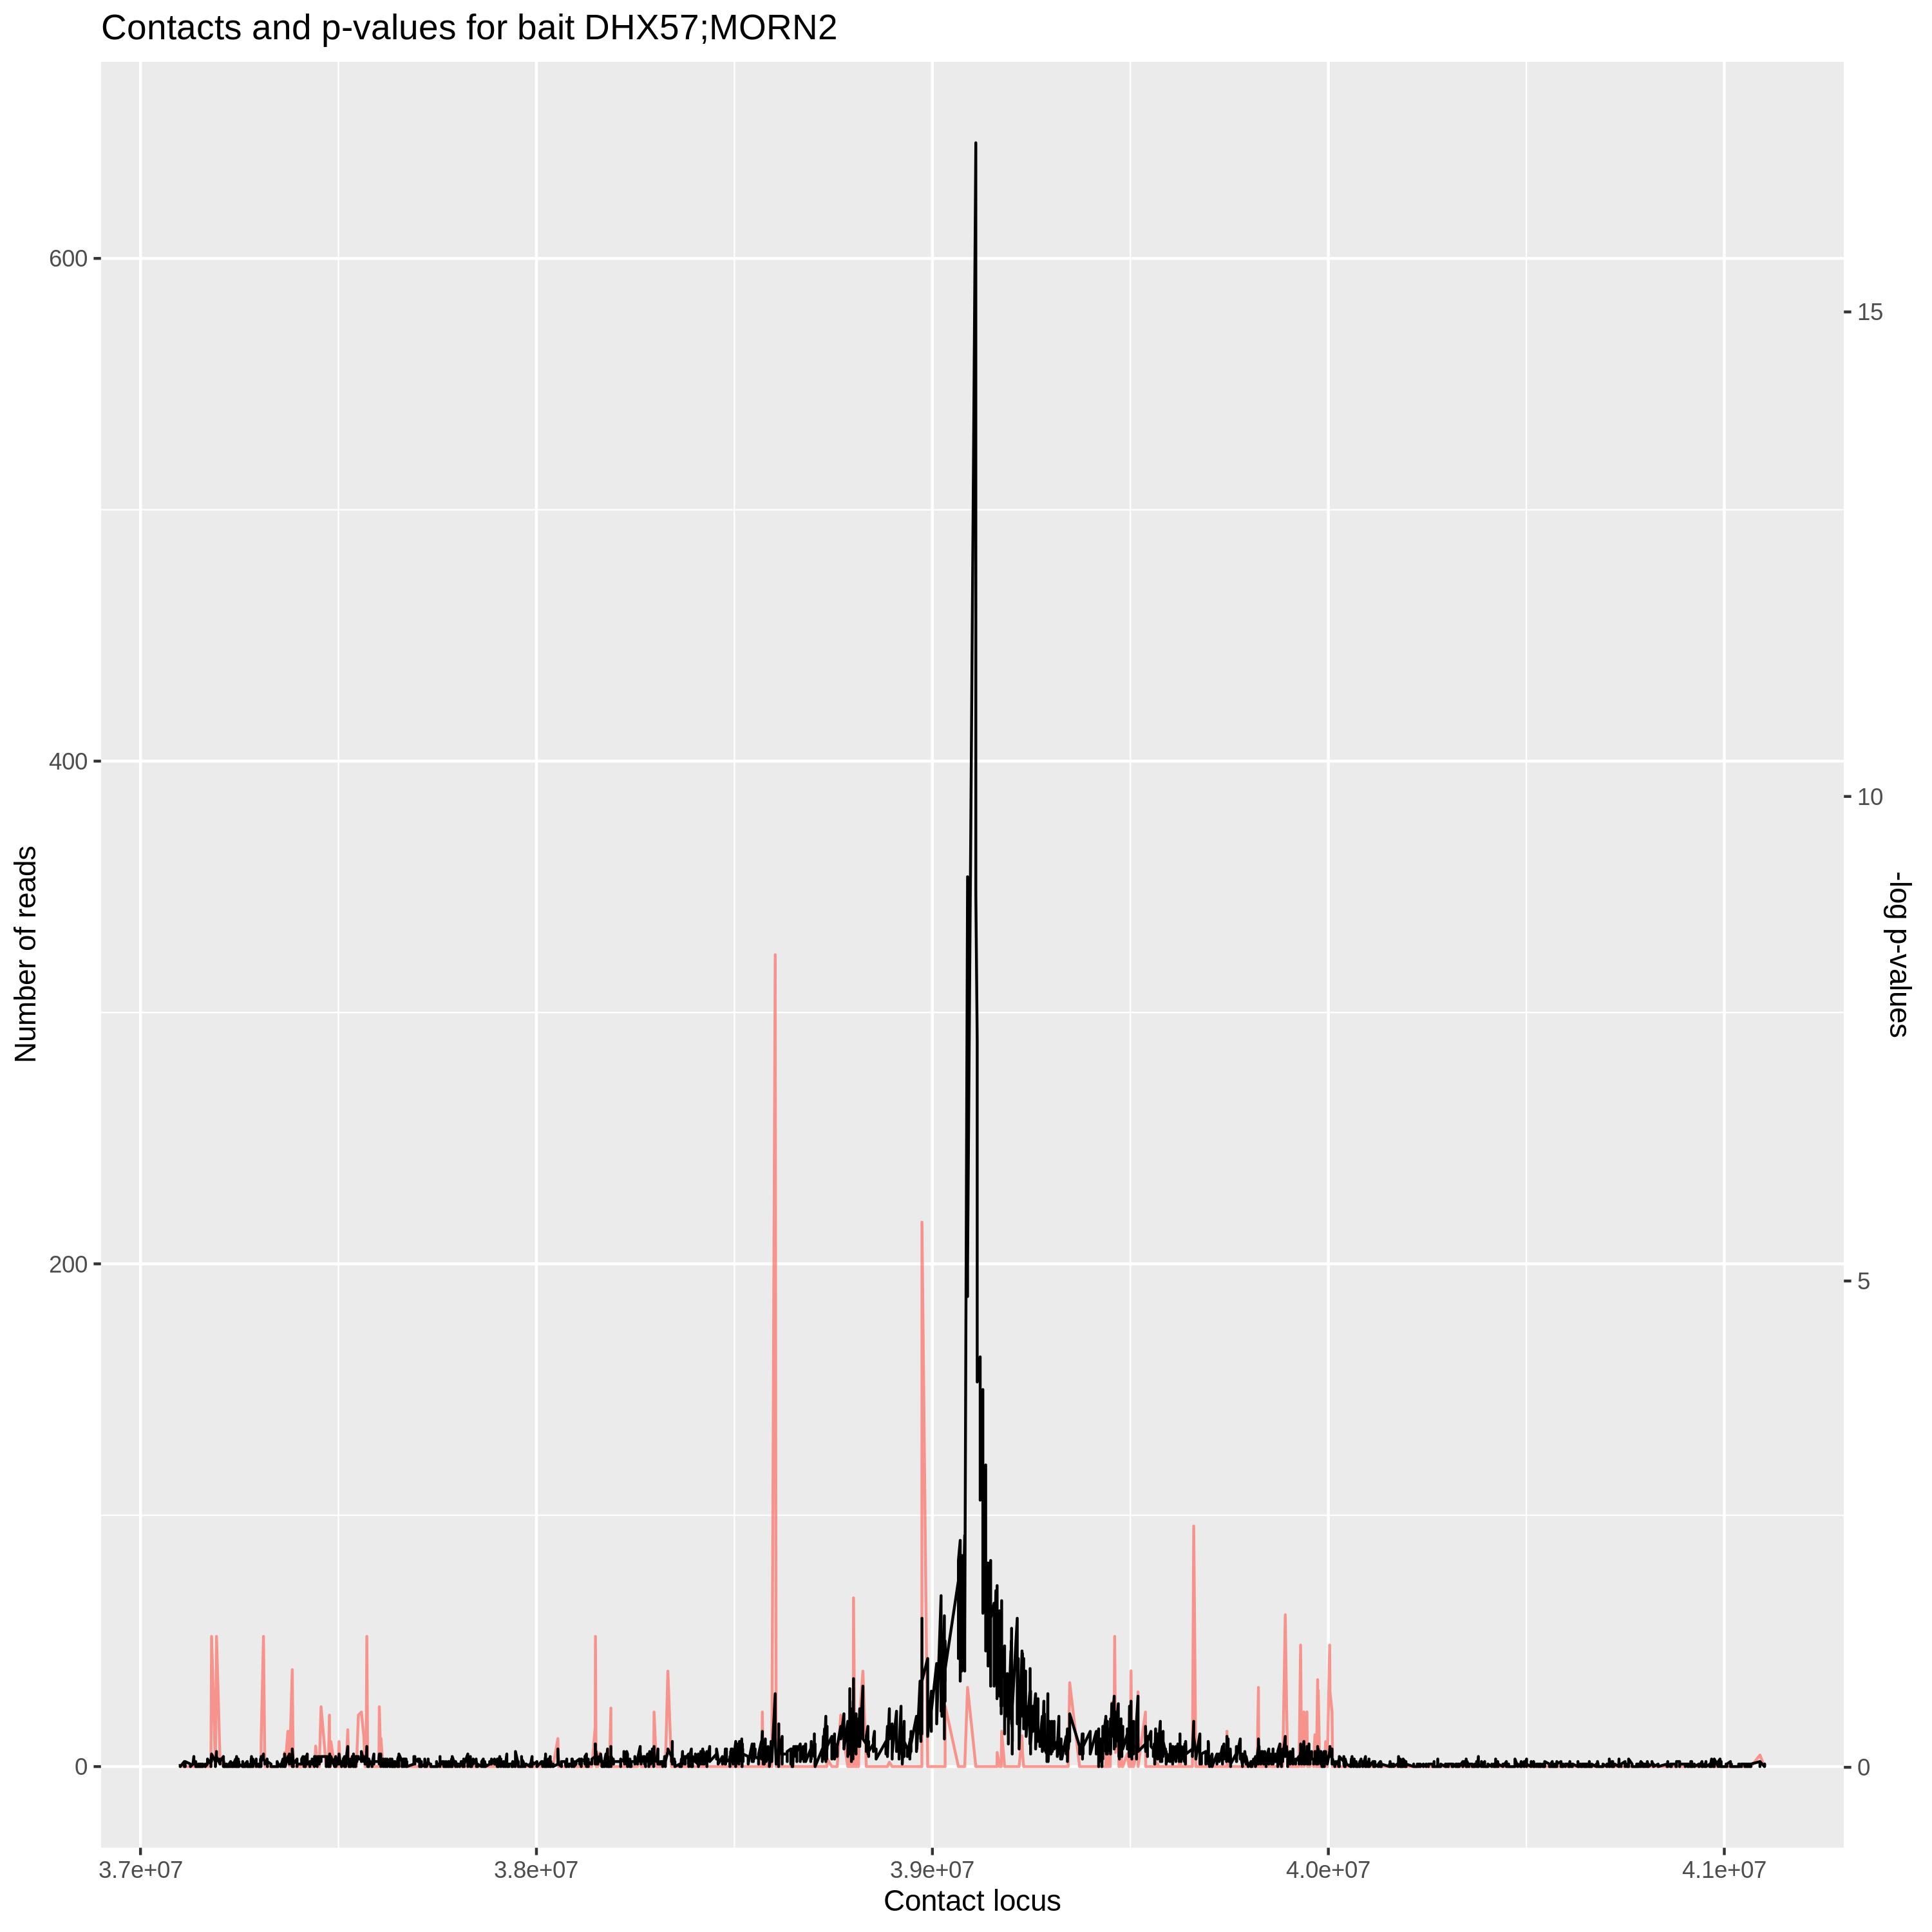 Contacts and p-values for bait DHX57;MORN2
600
400
200
0
Number of reads
15
10
5
0
-log p-values
3.7e+07
3.8e+07
3.9e+07
4.0e+07
4.1e+07
Contact locus